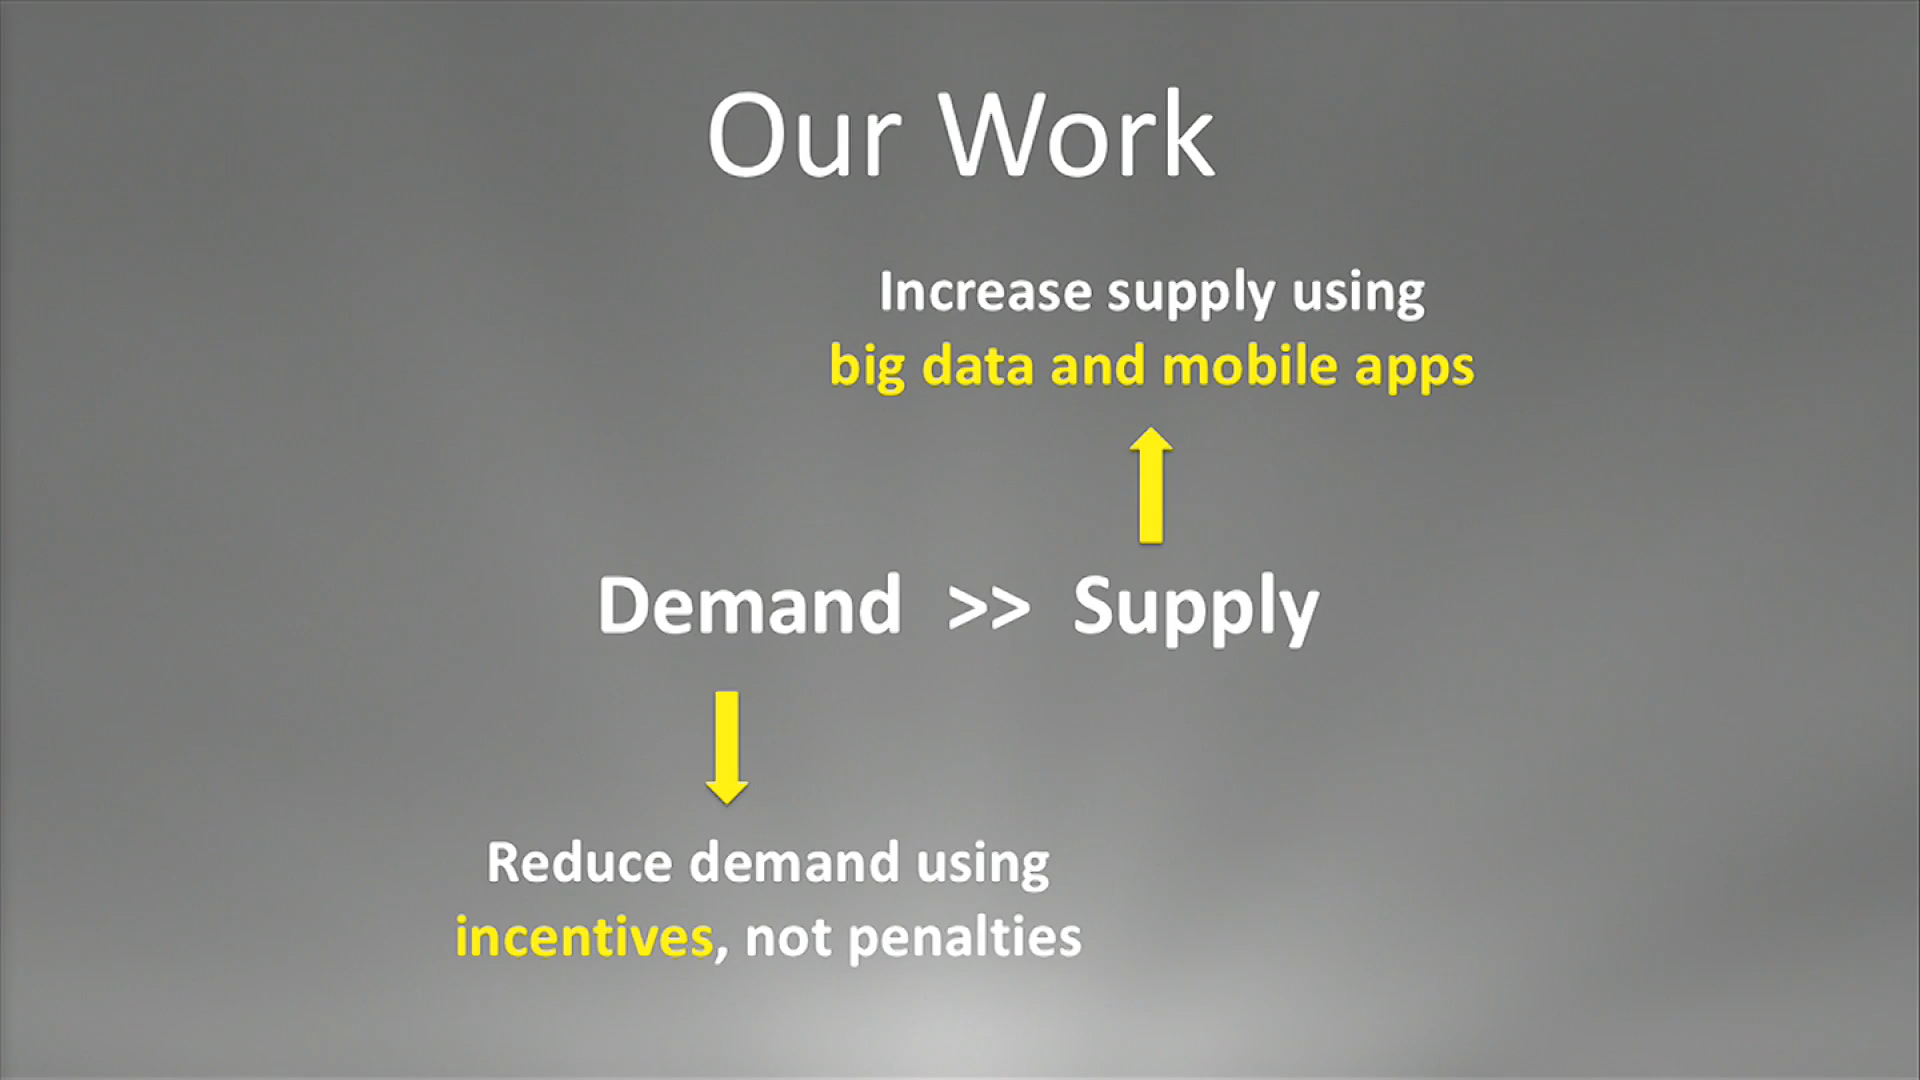 Our Work
Increase supply using
big data and mobile apps
Demand >> Supply
Reduce demand using
incentives, not penalties